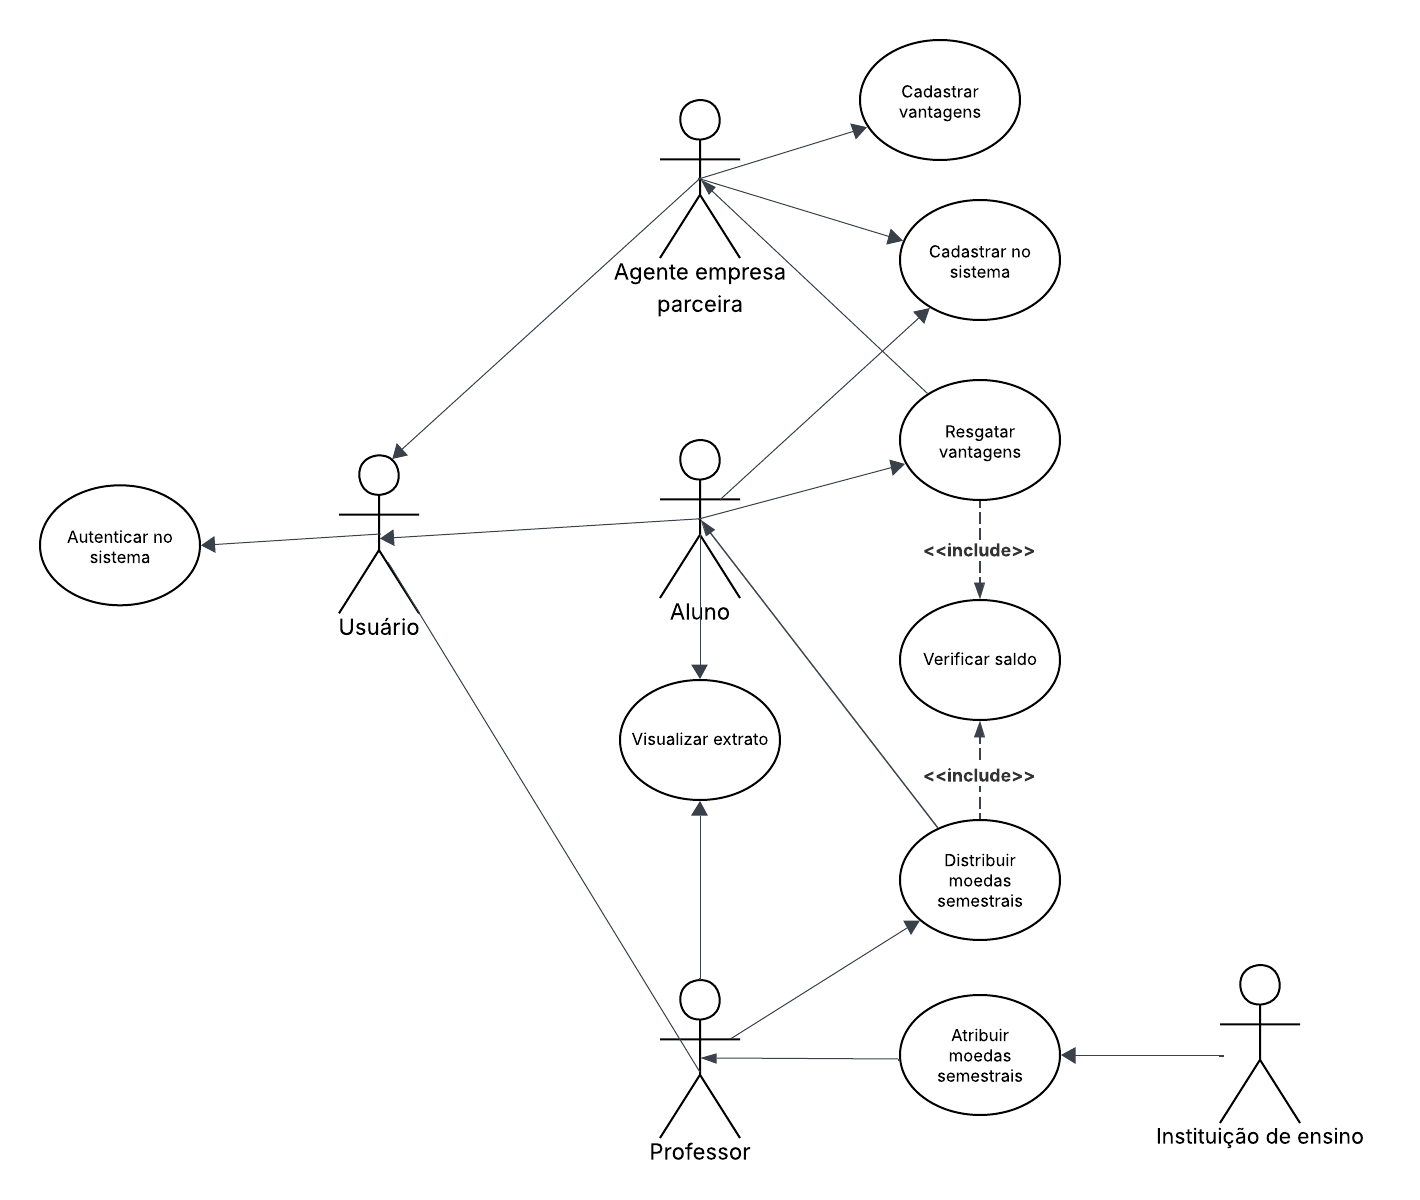 Cadastrar
vantagens
Agente empresa
parceira
Cadastrar no
sistema
Resgatar
vantagens
<<include>>
Autenticar no
sistema
Usuário
Aluno
Verificar saldo
Visualizar extrato
<<include>>
Distribuir
moedas
semestrais
Atribuir
moedas
semestrais
Professor
Instituição de ensino